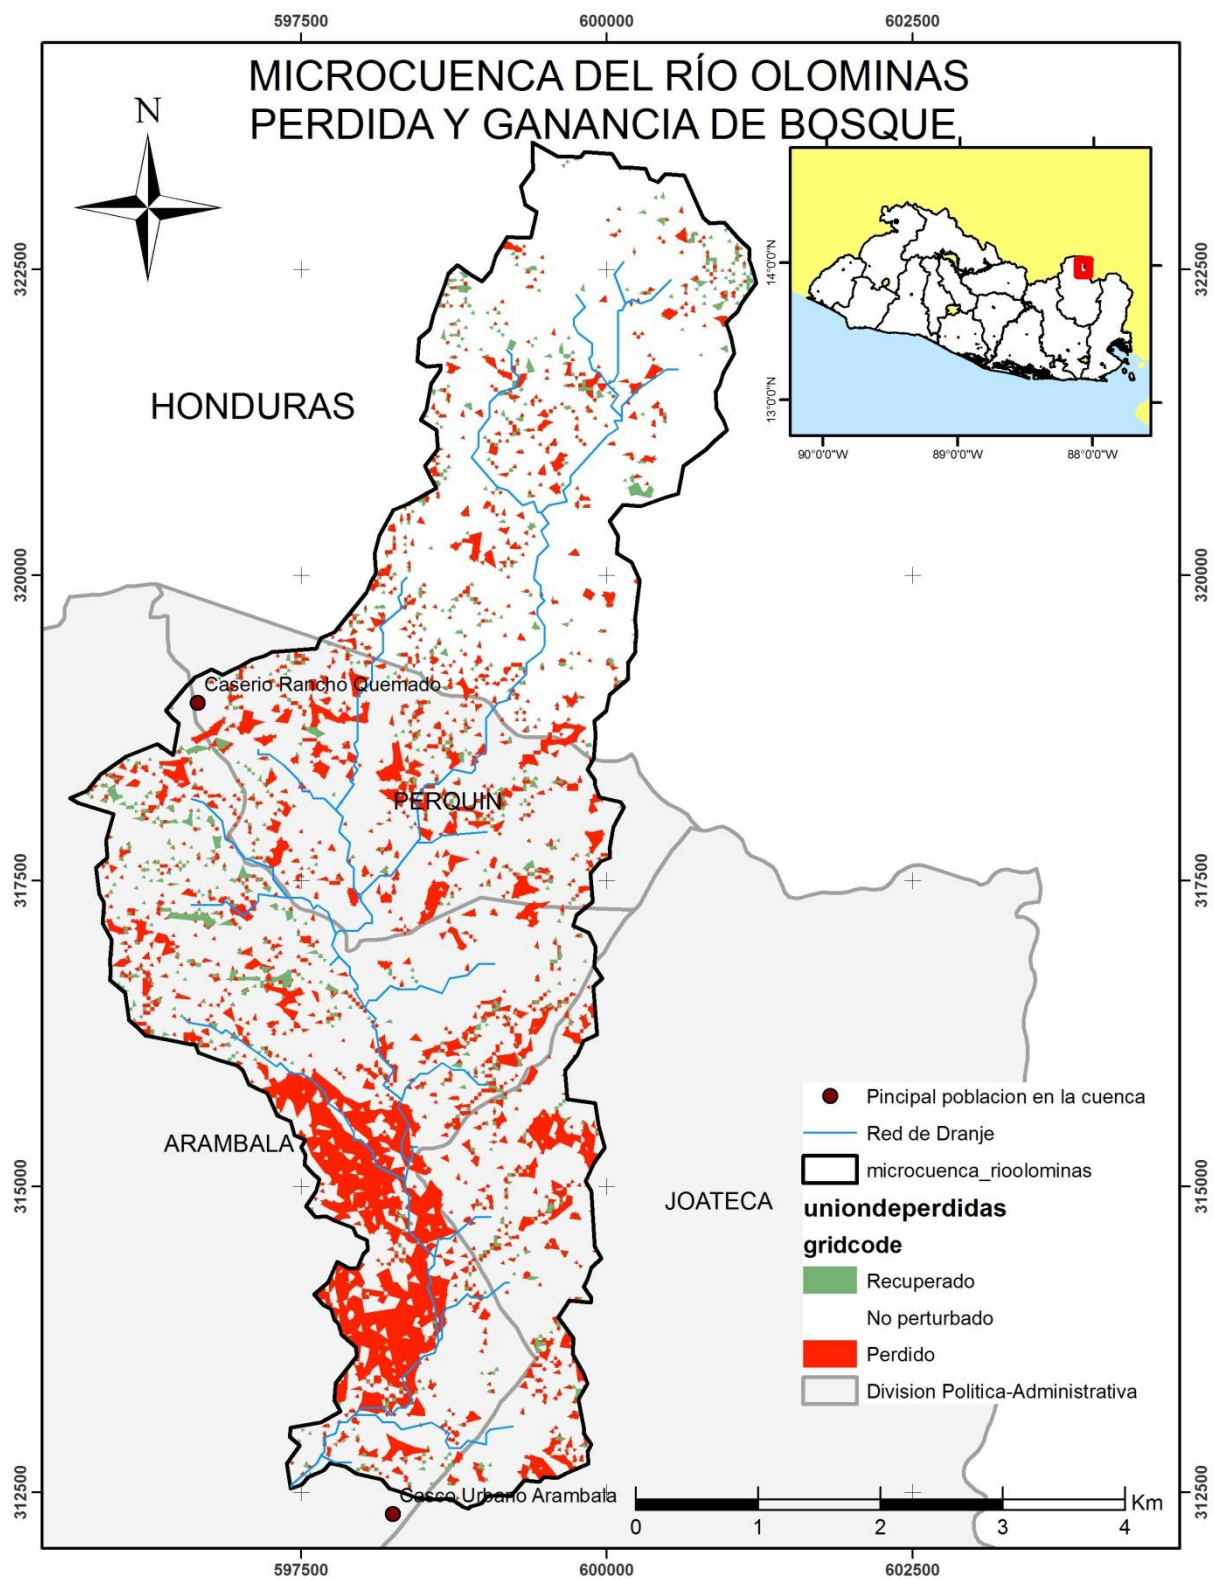 597500
600000
602500
MICROCUENCA DEL RÍO OLOMINAS
PERDIDA Y GANANCIA DE BOSQUE
N
14°0'0"N
13°0'0"N
90°0'0"W
89°0'0"W
88°0'0"W
322500
322500
HONDURAS
320000
320000
Caserio Rancho Quemado
PERQUIN
317500
317500
ARAMBALA
JOATECA
315000
315000
Pincipal poblacion en la cuenca
Red de Dranje
microcuenca_rioolominas
uniondeperdidas
gridcode
Recuperado
No perturbado
Perdido
Division Politica-Administrativa
312500
312500
Casco Urbano Arambala
Km
0
1
2
3
4
597500
600000
602500